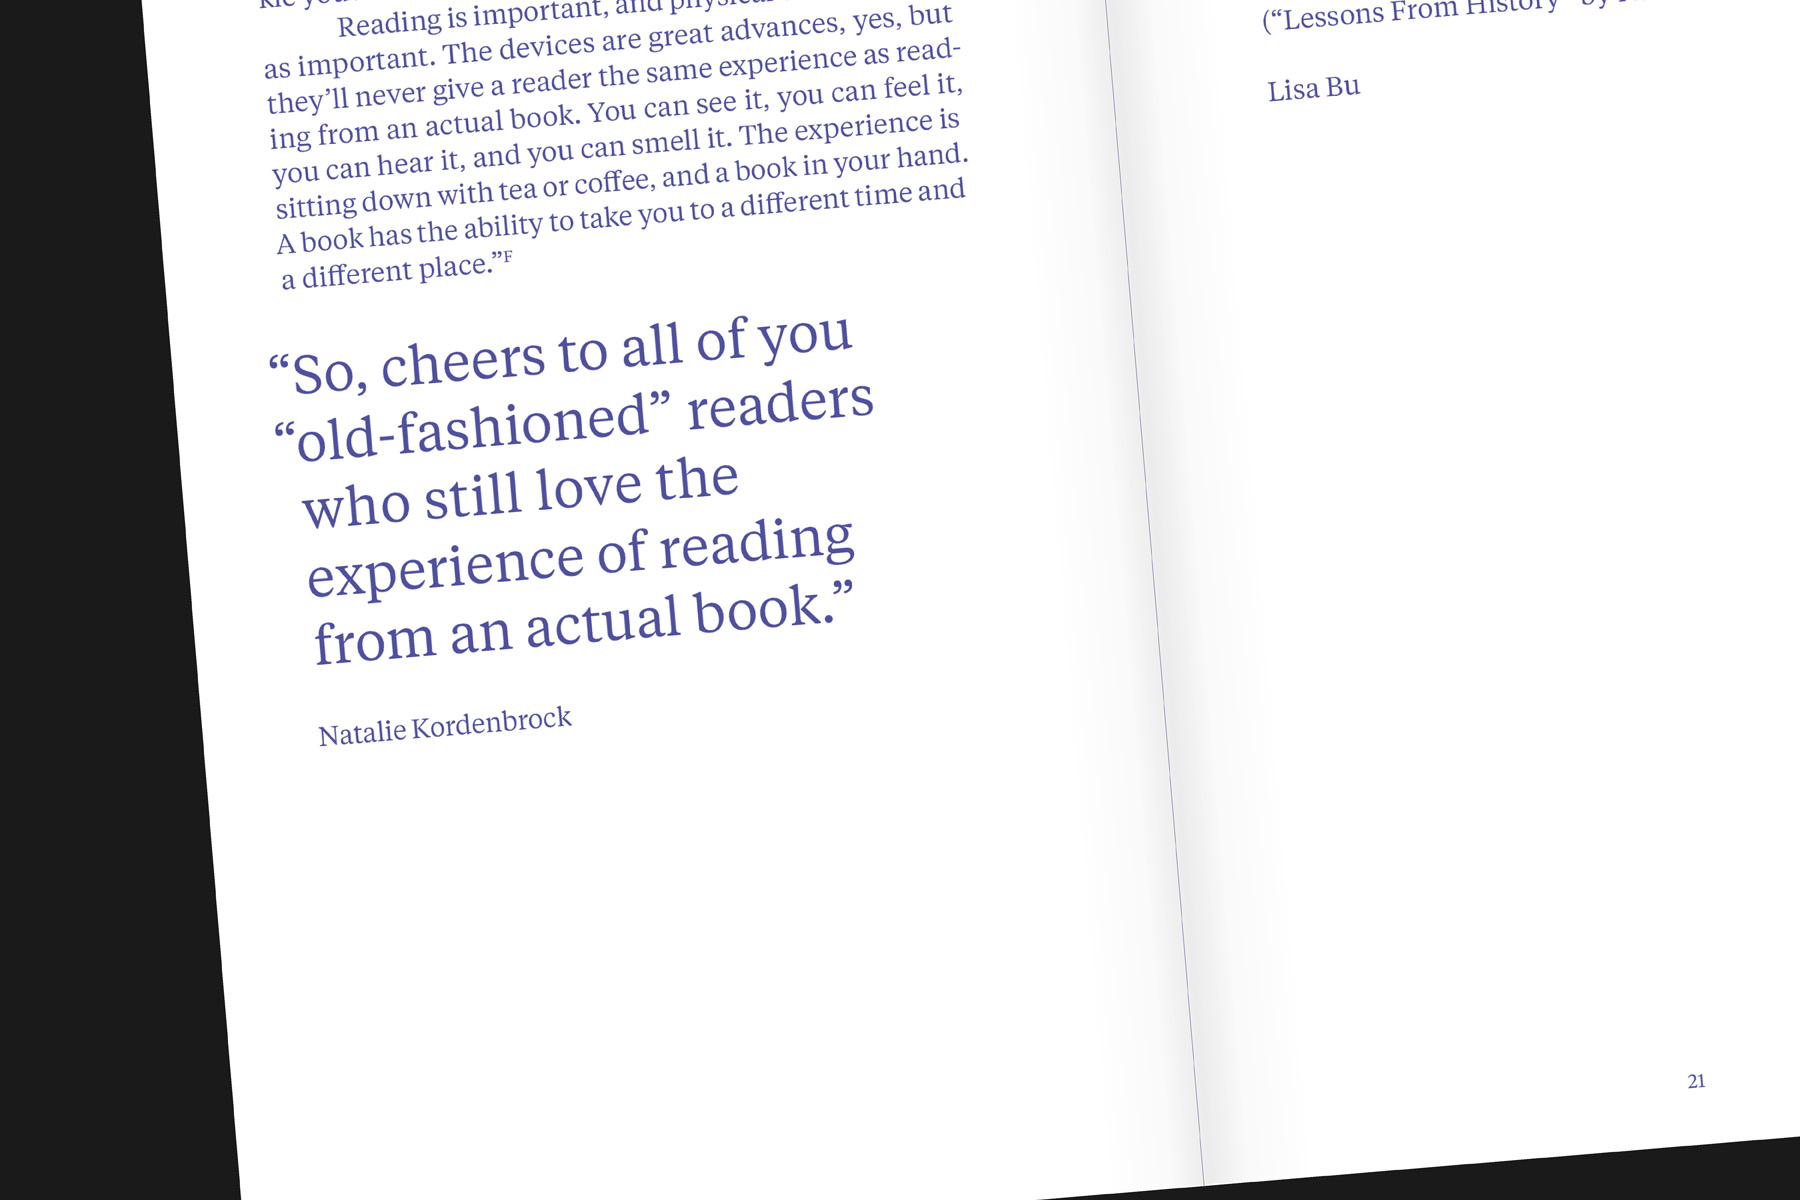 Reading is important, and
as important. The devices are great advances, yes, but
they’ll never give a reader the same experience as read-
ing from an actual book. You can see it, you can feel it,
you can hear it, and you can smell it. The experience is
sitting down with tea or coffee, and a book in your hand.
A book has the ability to take you to a different time and
a different place.”F
“So, cheers to all of you
“old-fashioned” readers
who still love the
experience of reading
from an actual book.”
Natalie Kordenbrock
(“Lessons From History” by
Lisa Bu
21